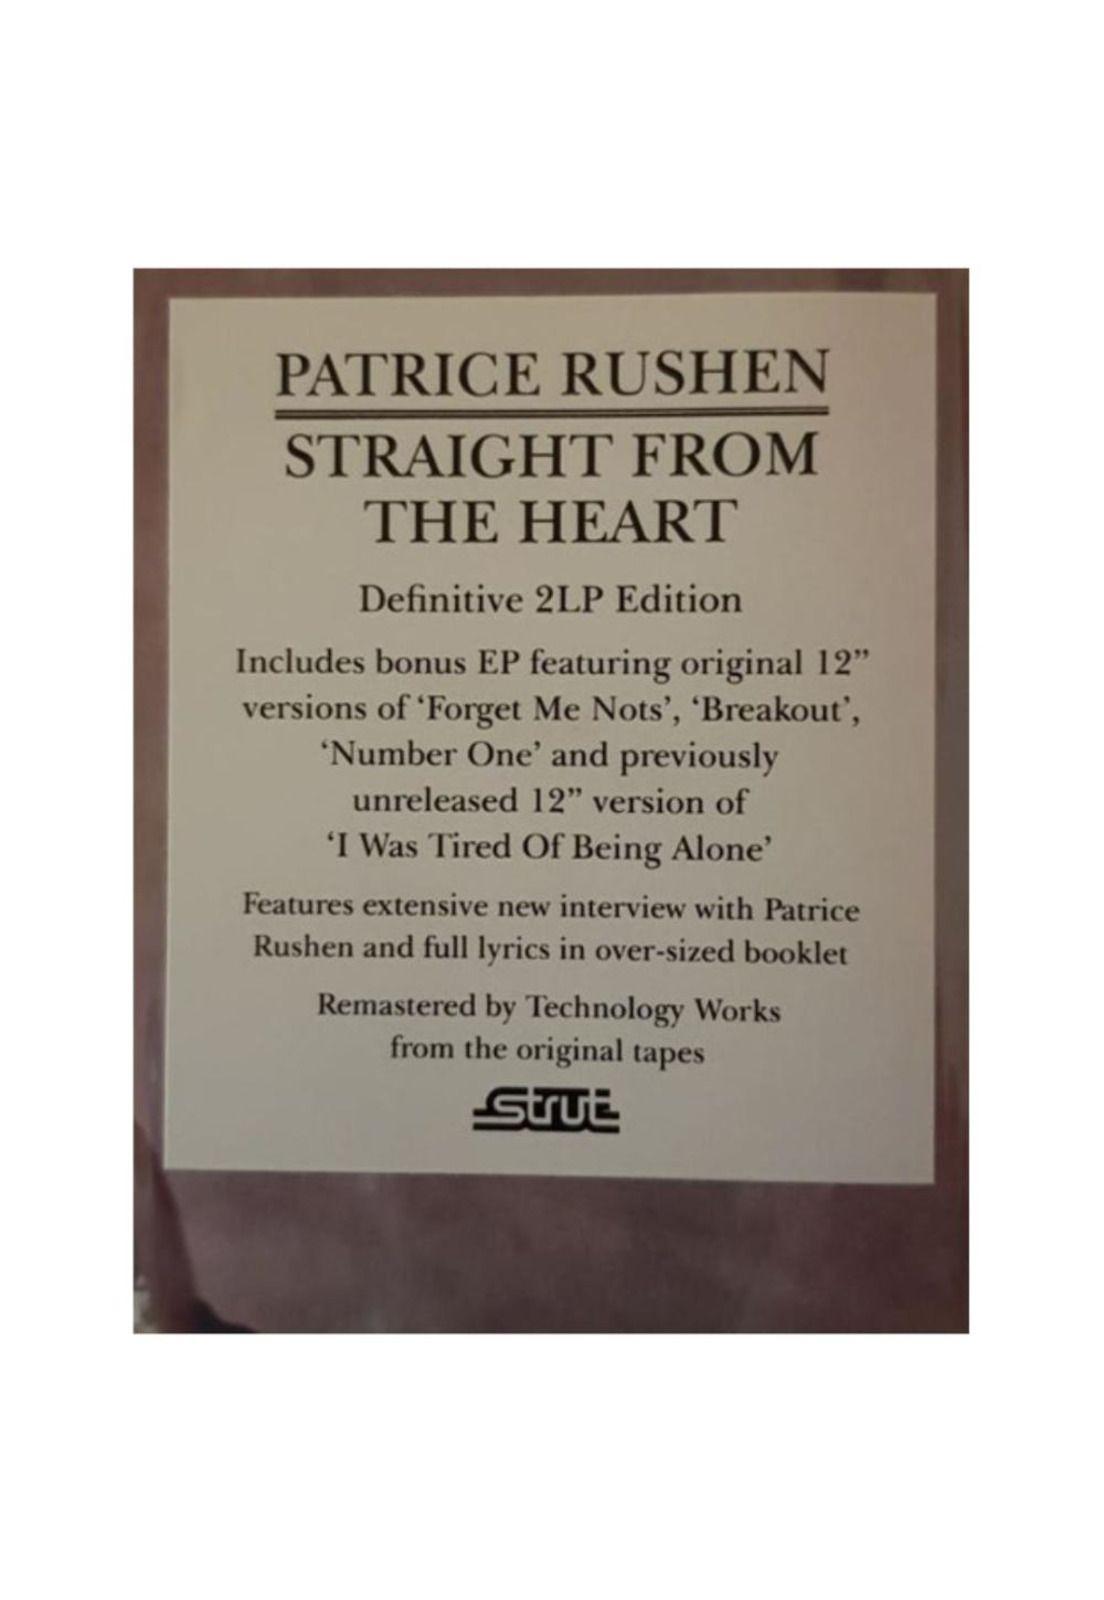 PATRICE RUSHEN
STRAIGHT FROM
THE HEART
Definitive 2LP Edition
Includes bonus EP featuring original 12”
versions of ‘Forget Me Nots’, ‘Breakout’,
‘Number One’ and previously
unreleased 12” version of
‘I Was Tired Of Being Alone’
Features extensive new interview with Patrice
Rushen and full lyrics in over-sized booklet
Remastered by Technology Works
from the original tapes
strut